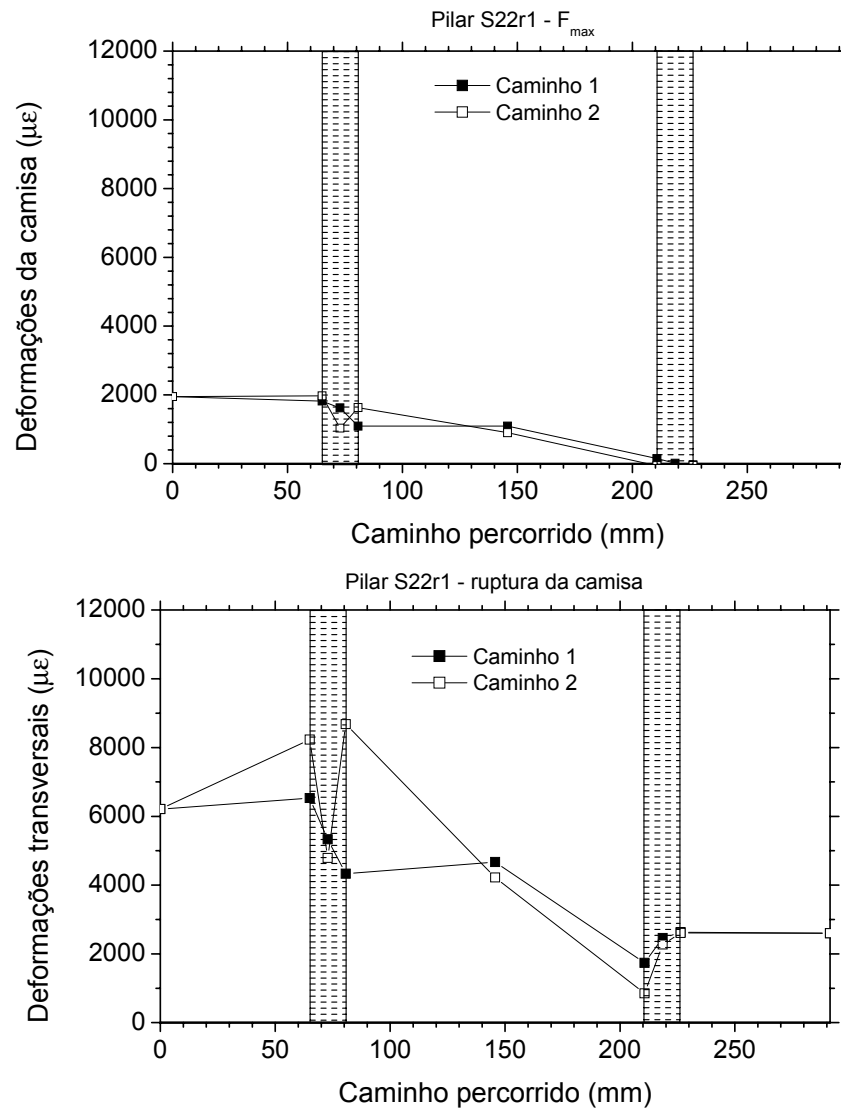 Pilar S22r1 - Fmax
12000
10000
8000
6000
4000
2000
0
Deformações da camisa (με)
Caminho 1
Caminho 2
0 50 100 150 200 250
Caminho percorrido (mm)
Pilar S22r1 - ruptura da camisa
12000
10000
8000
6000
4000
2000
0
Deformações transversais (με)
Caminho 1
Caminho 2
0 50 100 150 200 250
Caminho percorrido (mm)